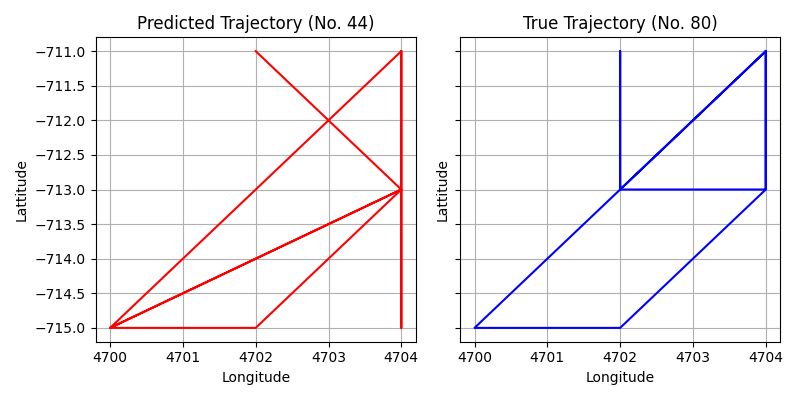 Predicted Trajectory (No. 44)
True Trajectory (No. 80)
−711.0
−711.5
−712.0
−712.5
−713.0
−713.5
−714.0
−714.5
−715.0
Lattitude
Lattitude
4700 4701 4702 4703 4704
4700 4701 4702 4703 4704
Longitude
Longitude